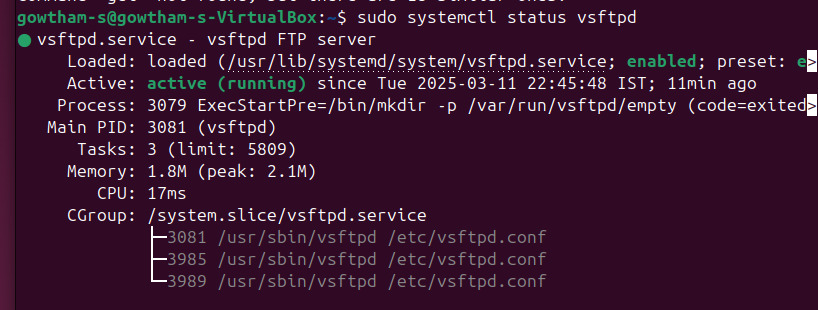 gowtham-s@gowtham-s-VirtualBox:~$ sudo systemctl status vsftpd
● vsftpd.service - vsftpd FTP server
Loaded: loaded (/usr/lib/systemd/system/vsftpd.service; enabled; preset: e>
Active: active (running) since Tue 2025-03-11 22:45:48 IST; 11min ago
Process: 3079 ExecStartPre=/bin/mkdir -p /var/run/vsftpd/empty (code=exited>
Main PID: 3081 (vsftpd)
Tasks: 3 (limit: 5809)
Memory: 1.8M (peak: 2.1M)
CPU: 17ms
CGroup: /system.slice/vsftpd.service
├─3081 /usr/sbin/vsftpd /etc/vsftpd.conf
├─3985 /usr/sbin/vsftpd /etc/vsftpd.conf
└─3989 /usr/sbin/vsftpd /etc/vsftpd.conf